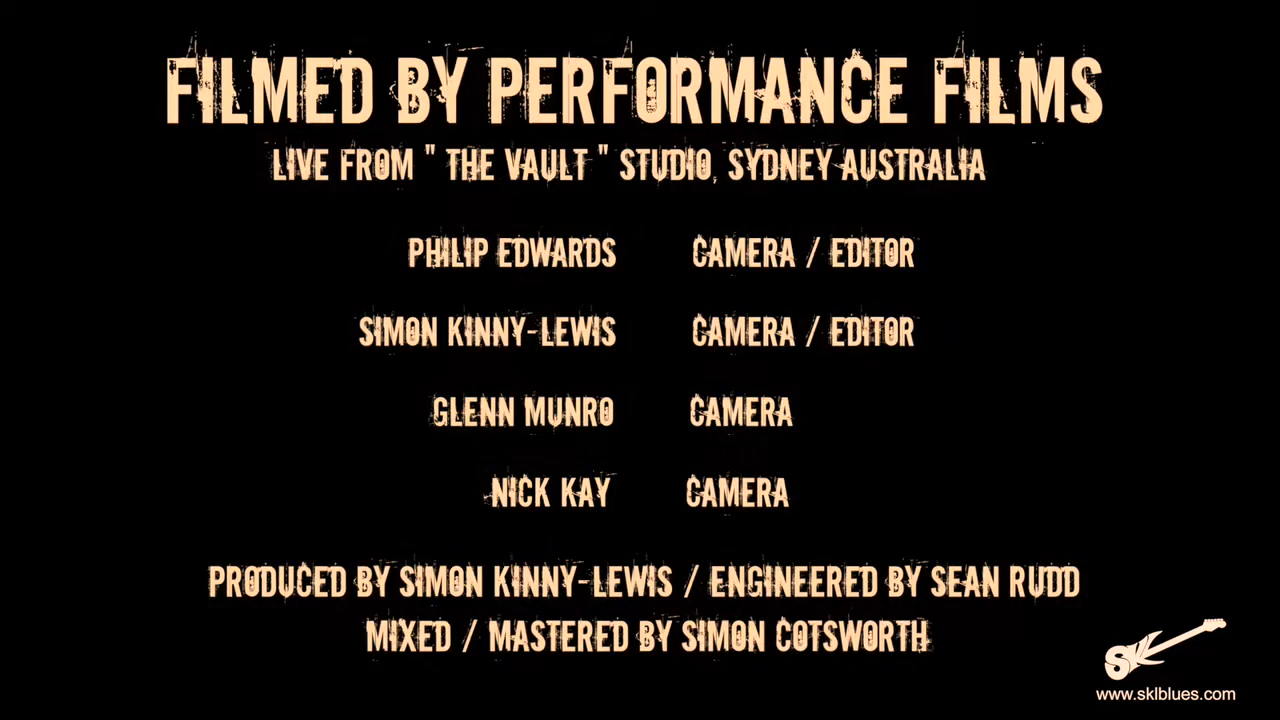 FILMED BY PERFORMANCE FILMS
LIVE FROM " THE VAULT " STUDIO, SYDNEY AUSTRALIA
PHILIP EDWARDS CAMERA / EDITOR
SIMON KINNY-LEWIS CAMERA / EDITOR
GLENN MUNRO CAMERA
NICK KAY CAMERA
PRODUCED BY SIMON KINNY-LEWIS / ENGINEERED BY SEAN RUDD
MIXED / MASTERED BY SIMON COTSWORTH
SKL
www.sklblues.com